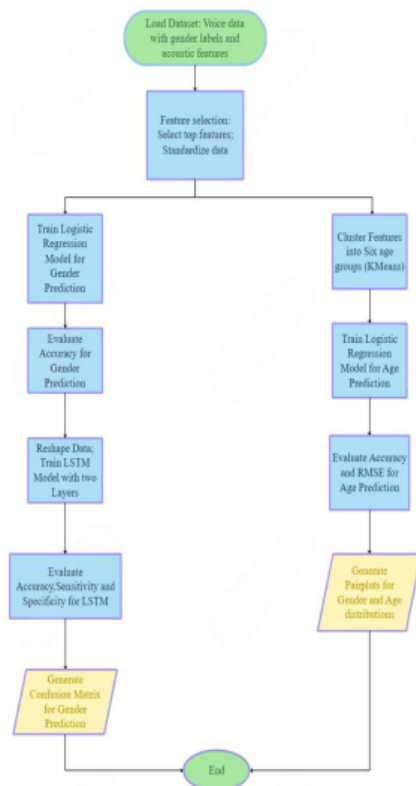 Load Dataset: Voice data
with gender labels and
acoustic features
Feature selection:
Select top features;
Standardize data
Train Logistic
Regression
Model for
Gender
Prediction
Evaluate
Accuracy for
Gender
Prediction
Reshape Data;
Train LSTM
Model with two
Layers
Evaluate
Accuracy,Sensitivity and
Specificity for LSTM
Generate
Confusion Matrix
for Gender
Prediction
Cluster Features
into Six age
groups (KMeans)
Train Logistic
Regression
Model for Age
Prediction
Evaluate Accuracy
and RMSE for
Age Prediction
Generate
Pairplots for
Gender and Age
distributions
End